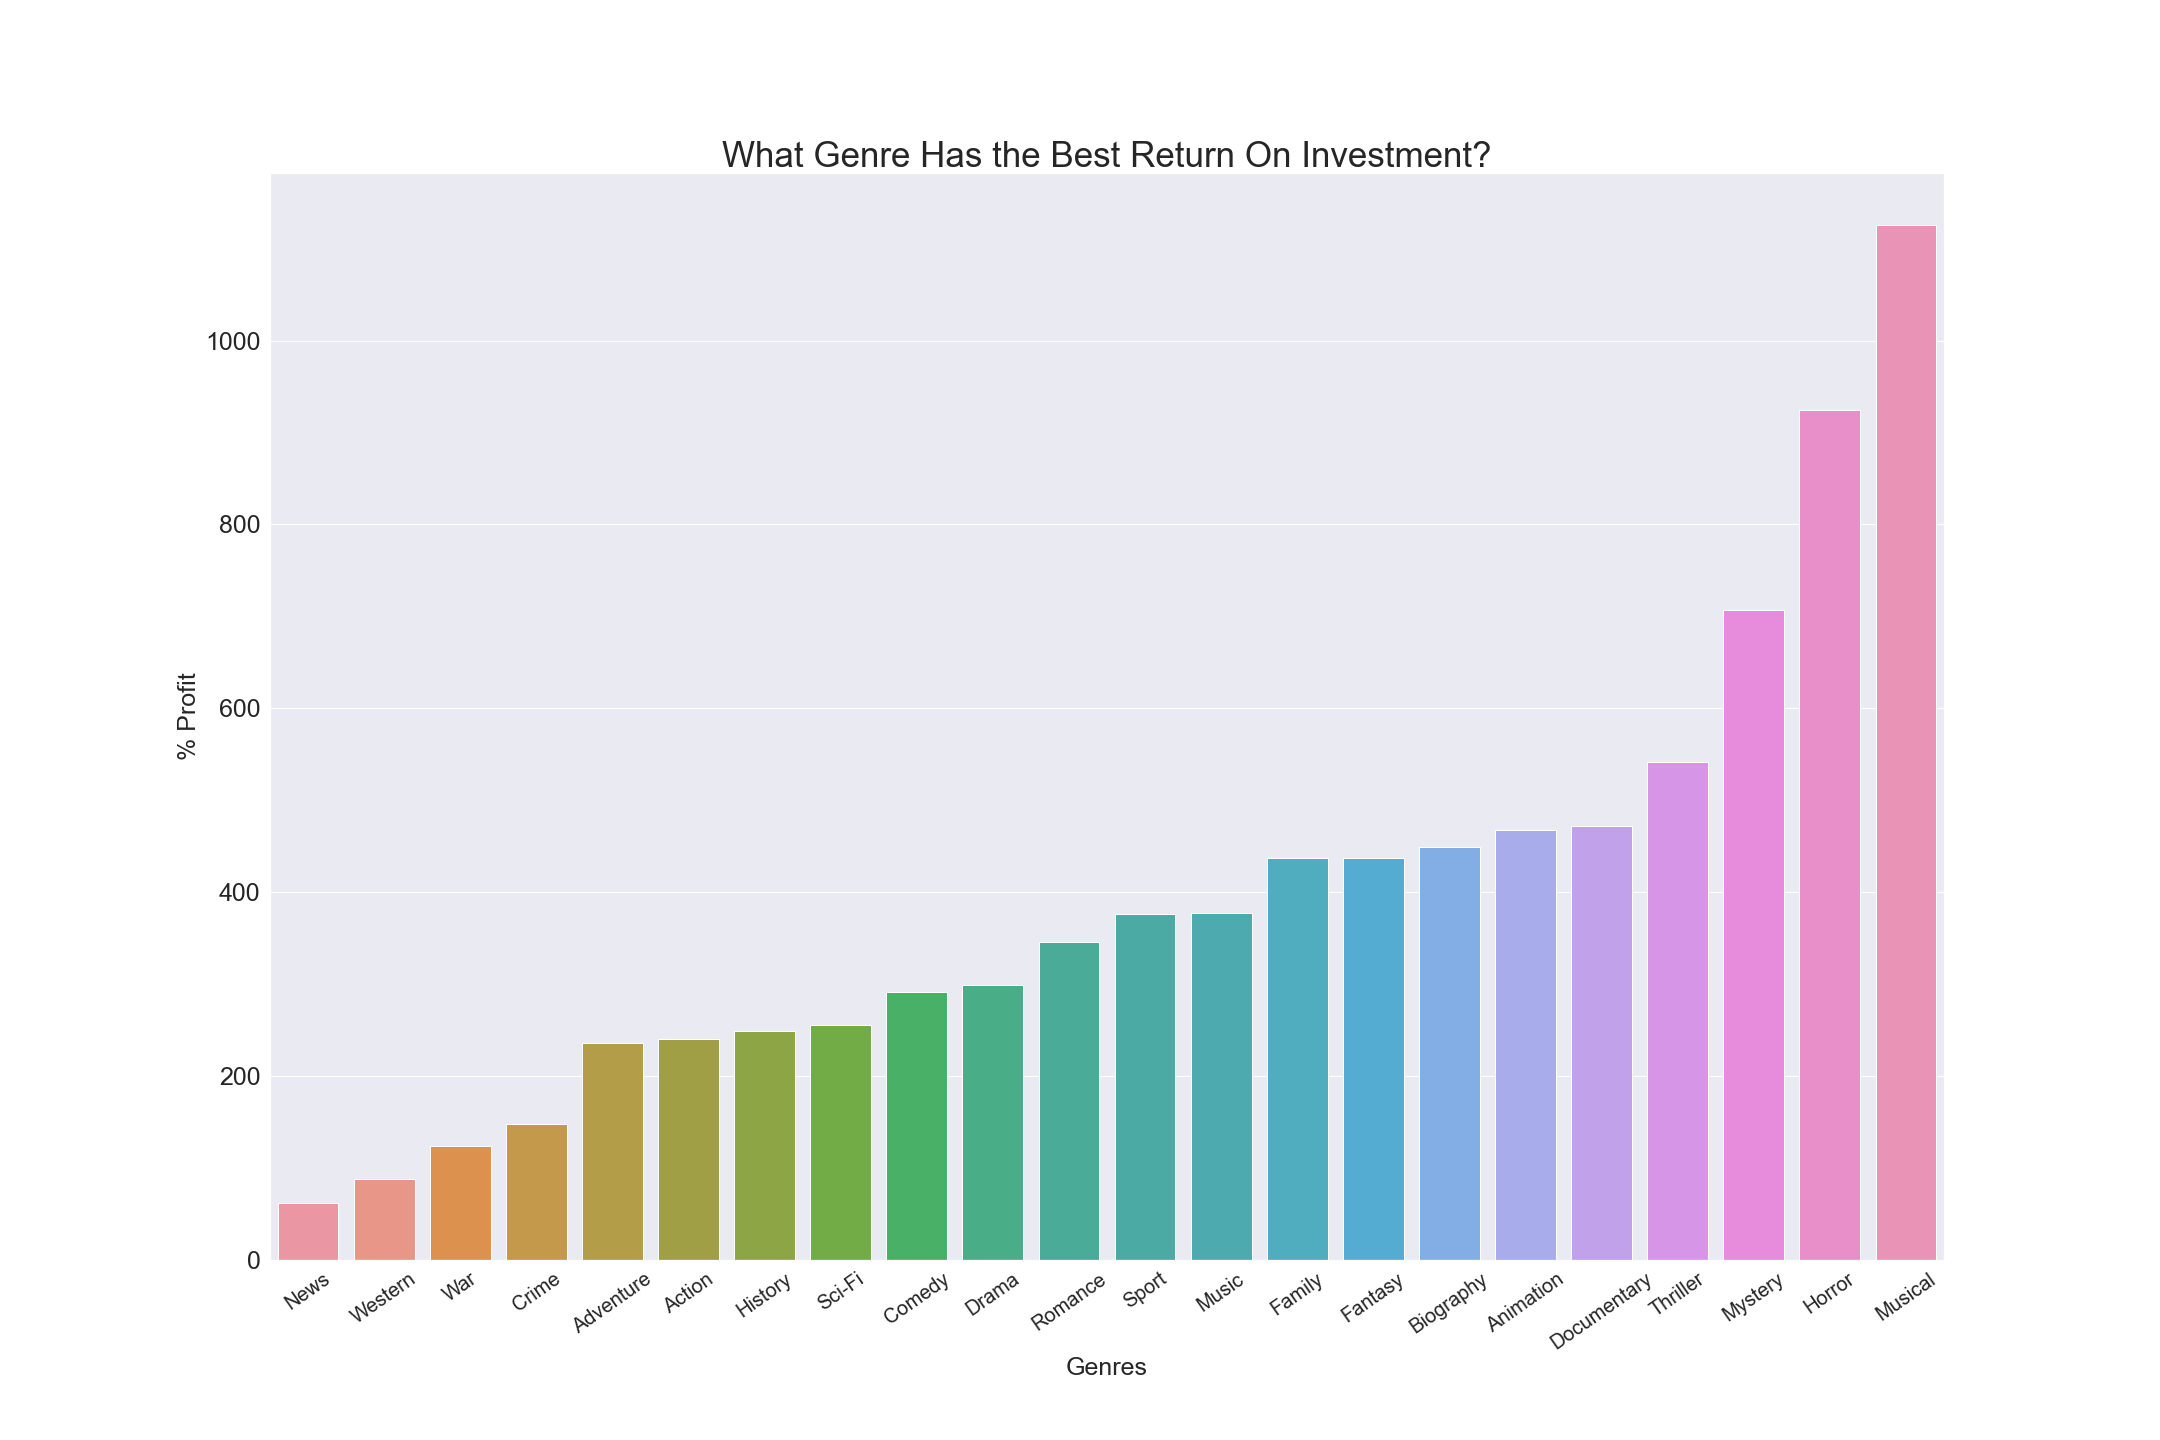 What Genre Has the Best Return On Investment?
% Profit
1000
800
600
400
200
0
News
Western
War
Crime
Adventure
Action
History
Sci-Fi
Comedy
Drama
Romance
Sport
Music
Family
Fantasy
Biography
Animation
Documentary
Thriller
Mystery
Horror
Musical
Genres